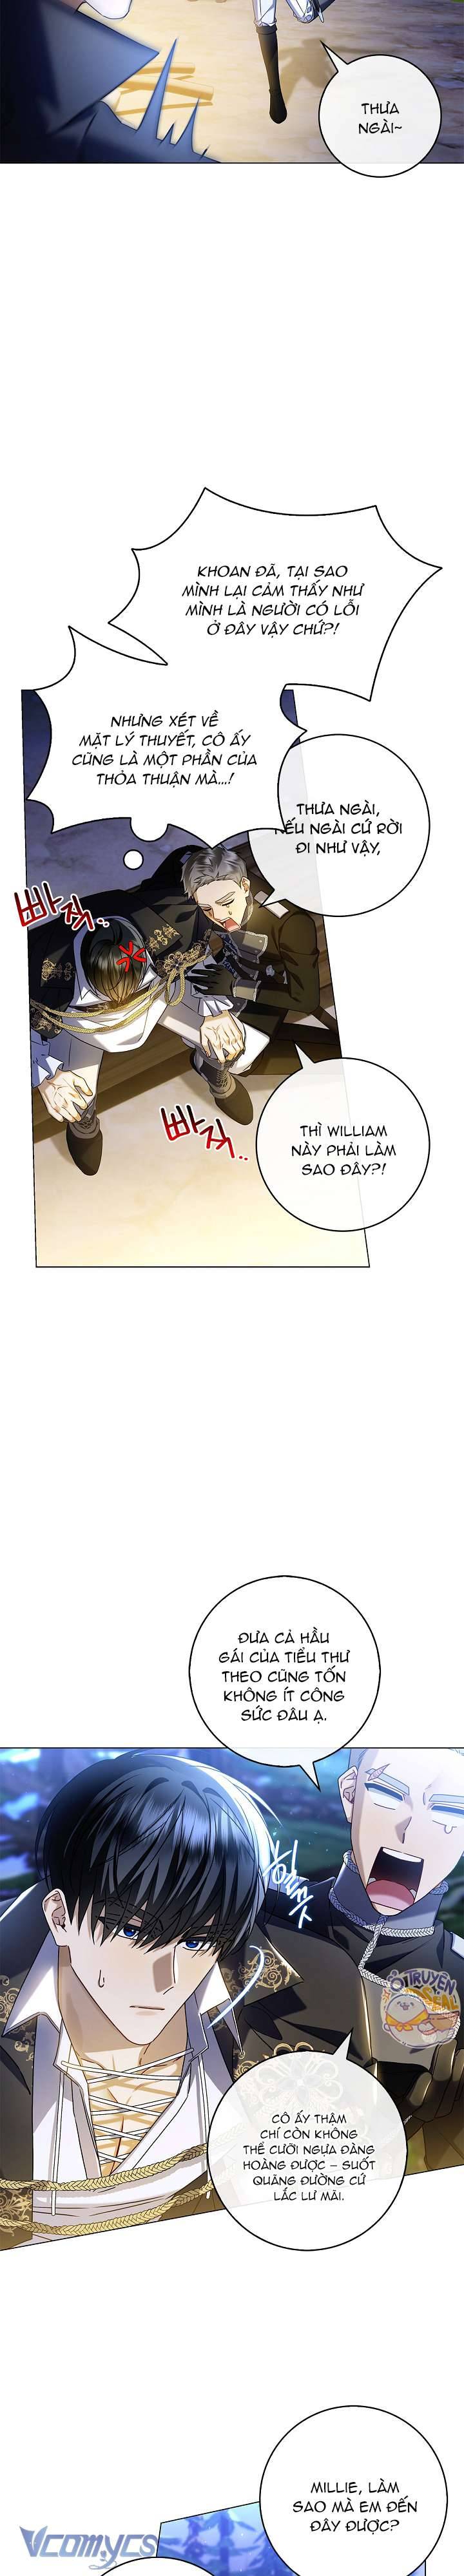 THƯA
NGÀI~
KHOAN ĐÃ, TẠI SAO
MÌNH LẠI CẢM THẤY NHƯ
MÌNH LÀ NGƯỜI CÓ LỖI
Ở ĐÂY VẬY CHỨ?!
NHƯNG XÉT VỀ
MẶT LÝ THUYẾT, CÔ ẤY
CŨNG LÀ MỘT PHẦN CỦA
THỎA THUẬN MÀ...!
THƯA NGÀI,
NẾU NGÀI CỨ RỜI
ĐI NHƯ VẬY,
빠직..
빠직..
THÌ WILLIAM
NÀY PHẢI LÀM
SAO ĐÂY?!
ĐƯA CẢ HẦU
GÁI CỦA TIỂU THƯ
THEO CŨNG TỐN
KHÔNG ÍT CÔNG
SỨC ĐÂU Ạ.
Ổ TRUYỆN
CÔ ẤY THẬM
CHÍ CÒN KHÔNG
THỂ CƯỠI NGỰA ĐÀNG
HOÀNG ĐƯỢC – SUỐT
QUÃNG ĐƯỜNG CỨ
LẮC LƯ MÃI.
MILLIE, LÀM
SAO MÀ EM ĐẾN
ĐÂY ĐƯỢC?
Vcomycs